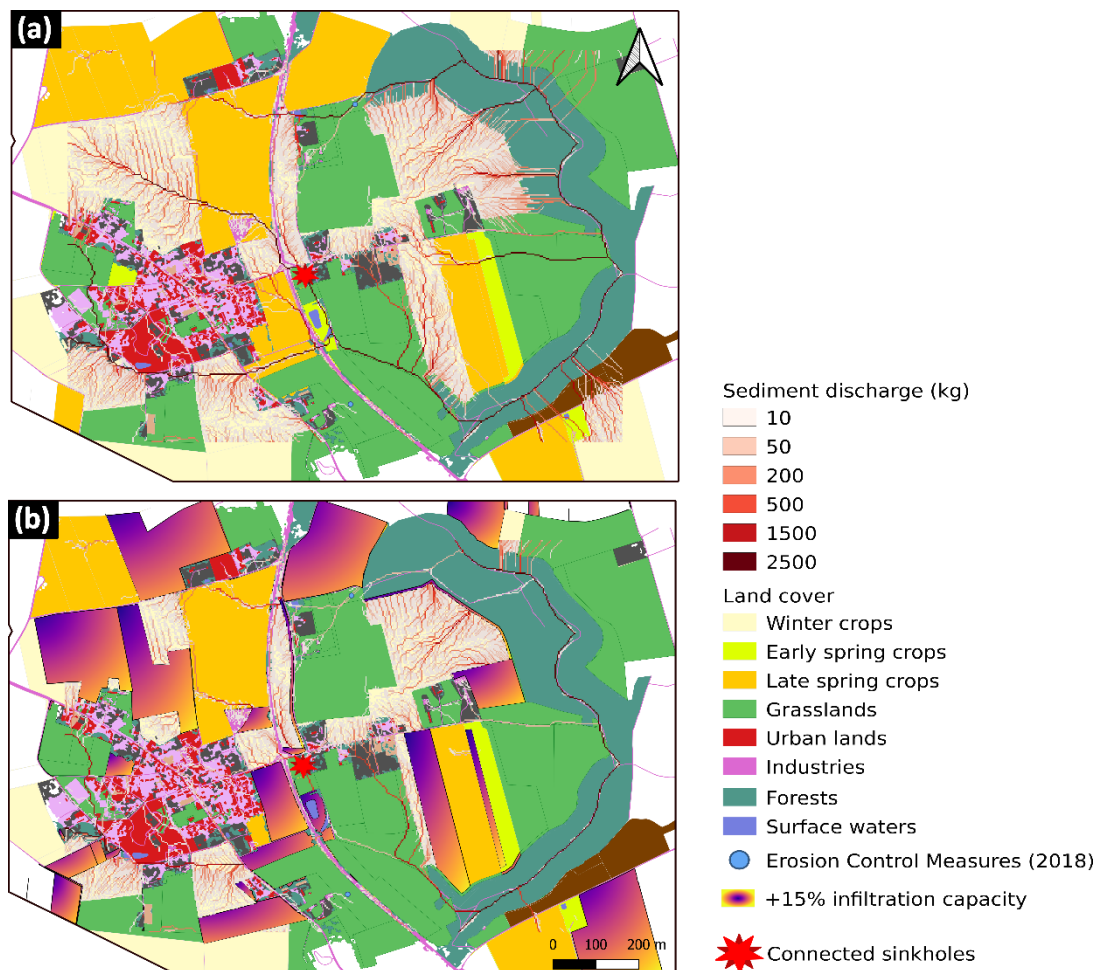 (a)
(b)
0 100 200 m
Sediment discharge (kg)
10
50
200
500
1500
2500
Land cover
Winter crops
Early spring crops
Late spring crops
Grasslands
Urban lands
Industries
Forests
Surface waters
Erosion Control Measures (2018)
+15% infiltration capacity
Connected sinkholes